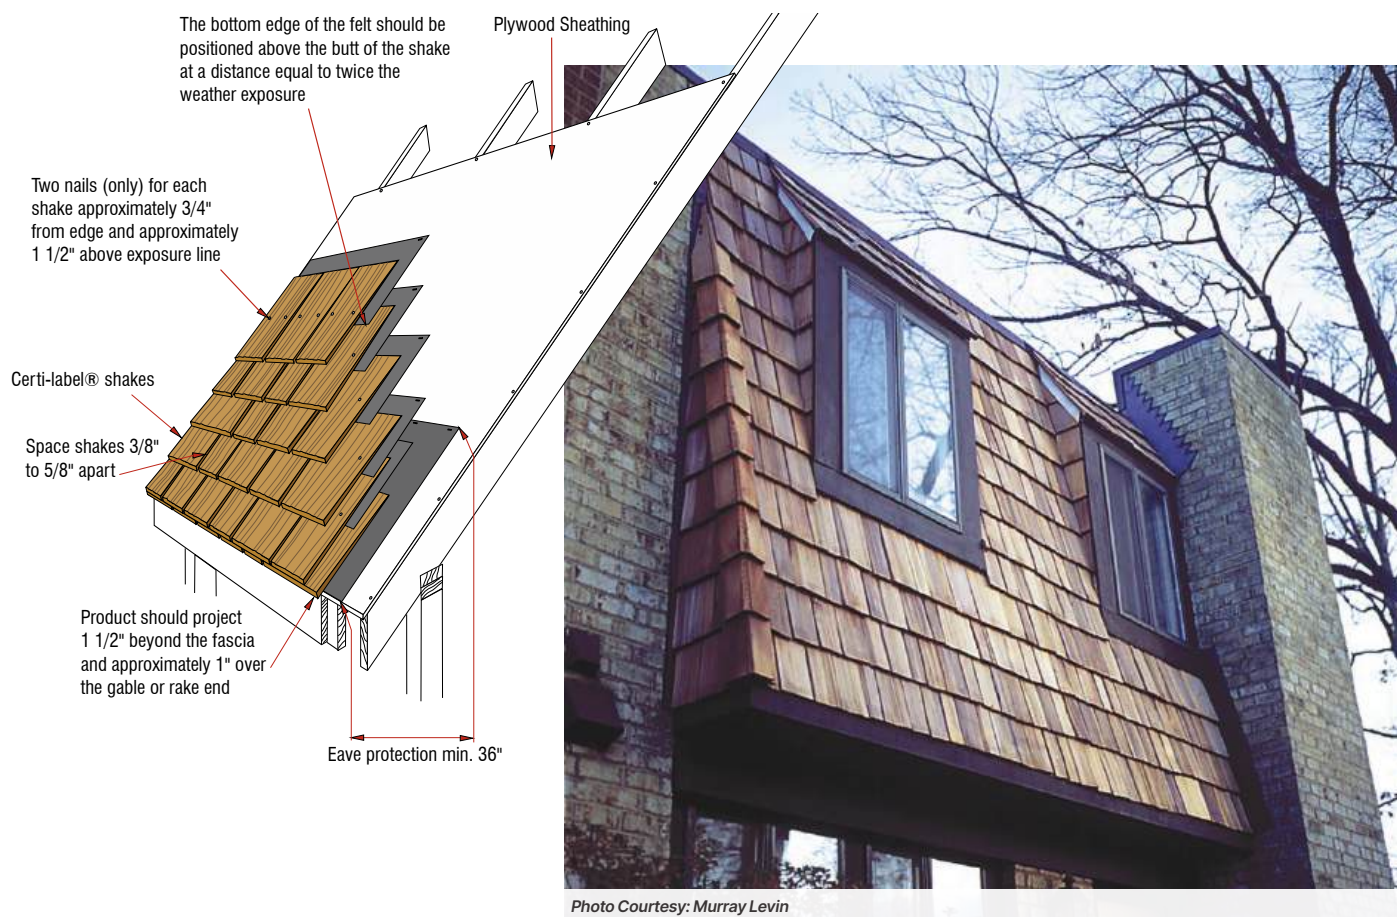 The bottom edge of the felt should be
positioned above the butt of the shake
at a distance equal to twice the
weather exposure
Plywood Sheathing
Two nails (only) for each
shake approximately 3/4"
from edge and approximately
1 1/2" above exposure line
Certi-label® shakes
Space shakes 3/8"
to 5/8" apart
Product should project
1 1/2" beyond the fascia
and approximately 1" over
the gable or rake end
Eave protection min. 36"
Photo Courtesy: Murray Levin